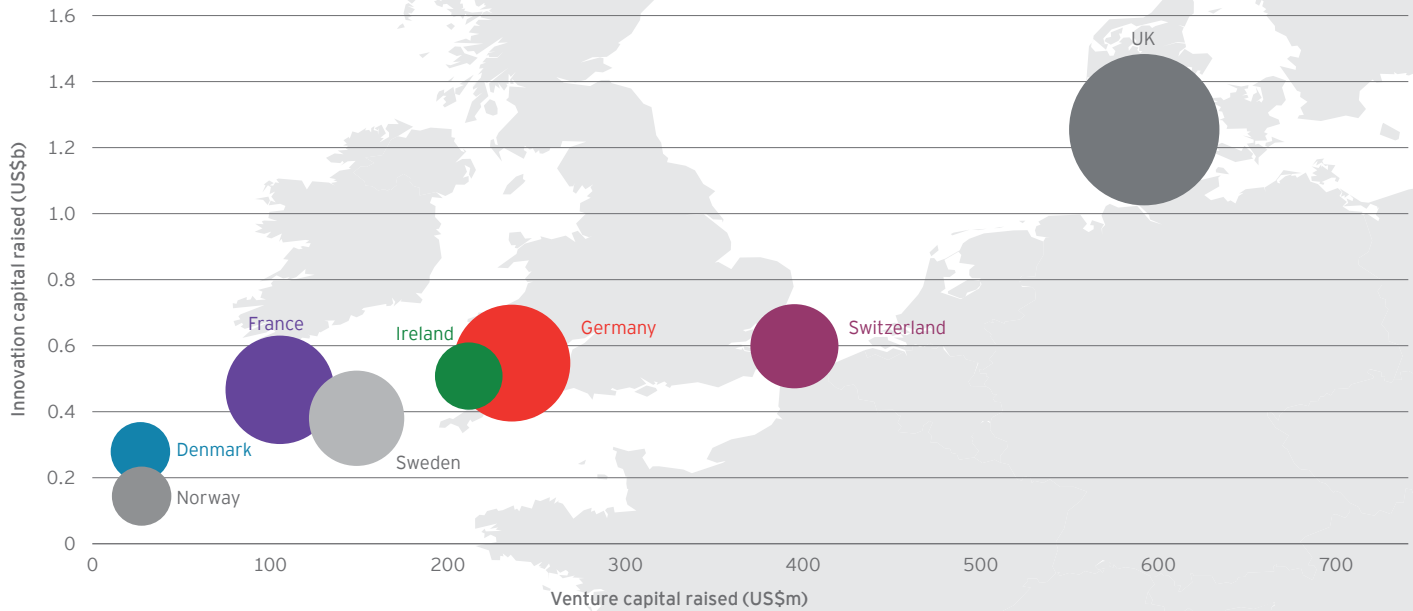 1.6
UK
1.4
1.2
1.0
0.8
France
Ireland
Germany
Switzerland
0.6
0.4
Denmark
Sweden
0.2
Norway
0
0 100 200 300 400 500 600 700
Innovation capital raised (US$b)
Venture capital raised (US$m)